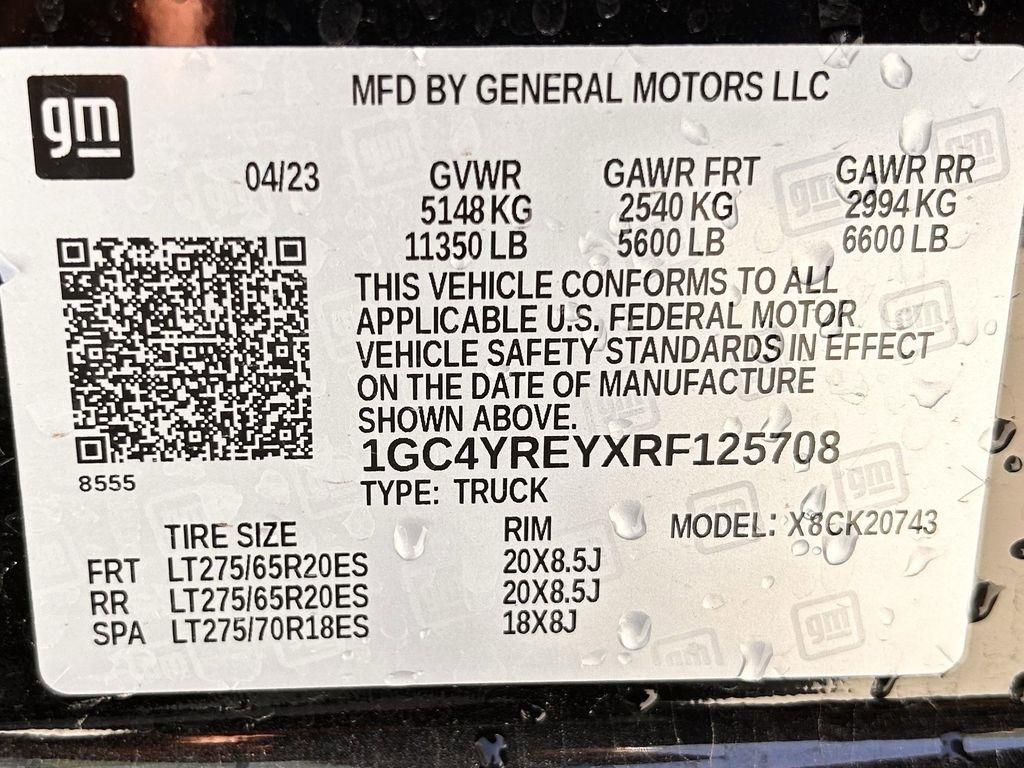 gm
MFD BY GENERAL MOTORS LLC
04/23 GVWR GAWR FRT GAWR RR
5148 KG 2540 KG 2994 KG
11350 LB 5600 LB 6600 LB
THIS VEHICLE CONFORMS TO ALL
APPLICABLE U.S. FEDERAL MOTOR
VEHICLE SAFETY STANDARDS IN EFFECT
ON THE DATE OF MANUFACTURE
SHOWN ABOVE.
1GC4YREYXRF125708
8555
TYPE: TRUCK
TIRE SIZE RIM MODEL: X8CK20743
FRT LT275/65R20ES 20X8.5J
RR LT275/65R20ES 20X8.5J
SPA LT275/70R18ES 18X8J